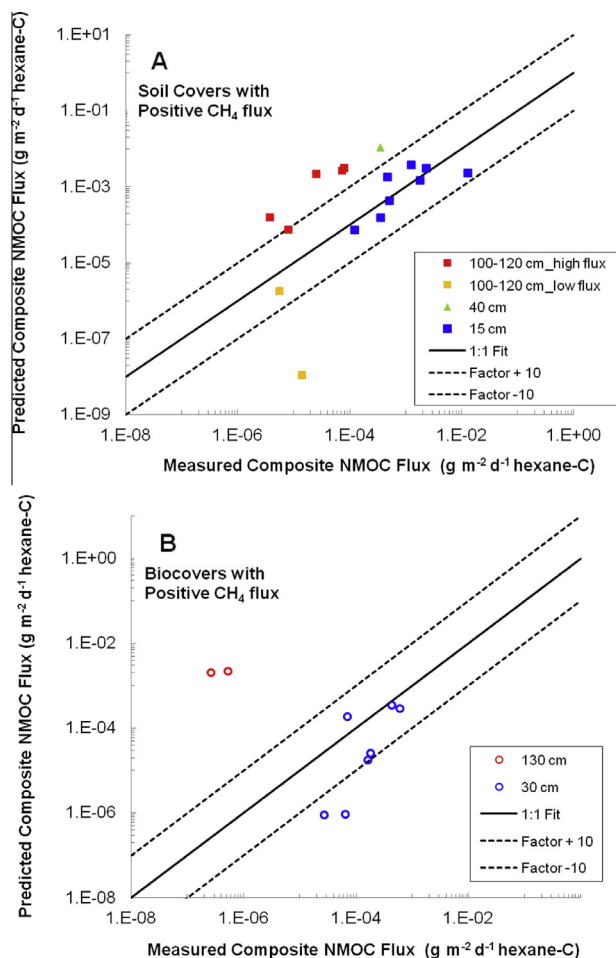 Predicted Composite NMOC Flux (g m-2 d-1 hexane-C)
1.E+01
1.E-01
1.E-03
1.E-05
1.E-07
1.E-09
A
Soil Covers with
Positive CH4 flux
100-120 cm_high flux
100-120 cm_low flux
40 cm
15 cm
1:1 Fit
Factor + 10
Factor -10
1.E-08 1.E-06 1.E-04 1.E-02 1.E+00
Measured Composite NMOC Flux (g m-2 d-1 hexane-C)
Predicted Composite NMOC Flux (g m-2 d-1 hexane-C)
1.E+00
1.E-02
1.E-04
1.E-06
1.E-08
B
Biocovers with
Positive CH4 flux
130 cm
30 cm
1:1 Fit
Factor + 10
Factor -10
1.E-08 1.E-06 1.E-04 1.E-02
Measured Composite NMOC Flux (g m-2 d-1 hexane-C)